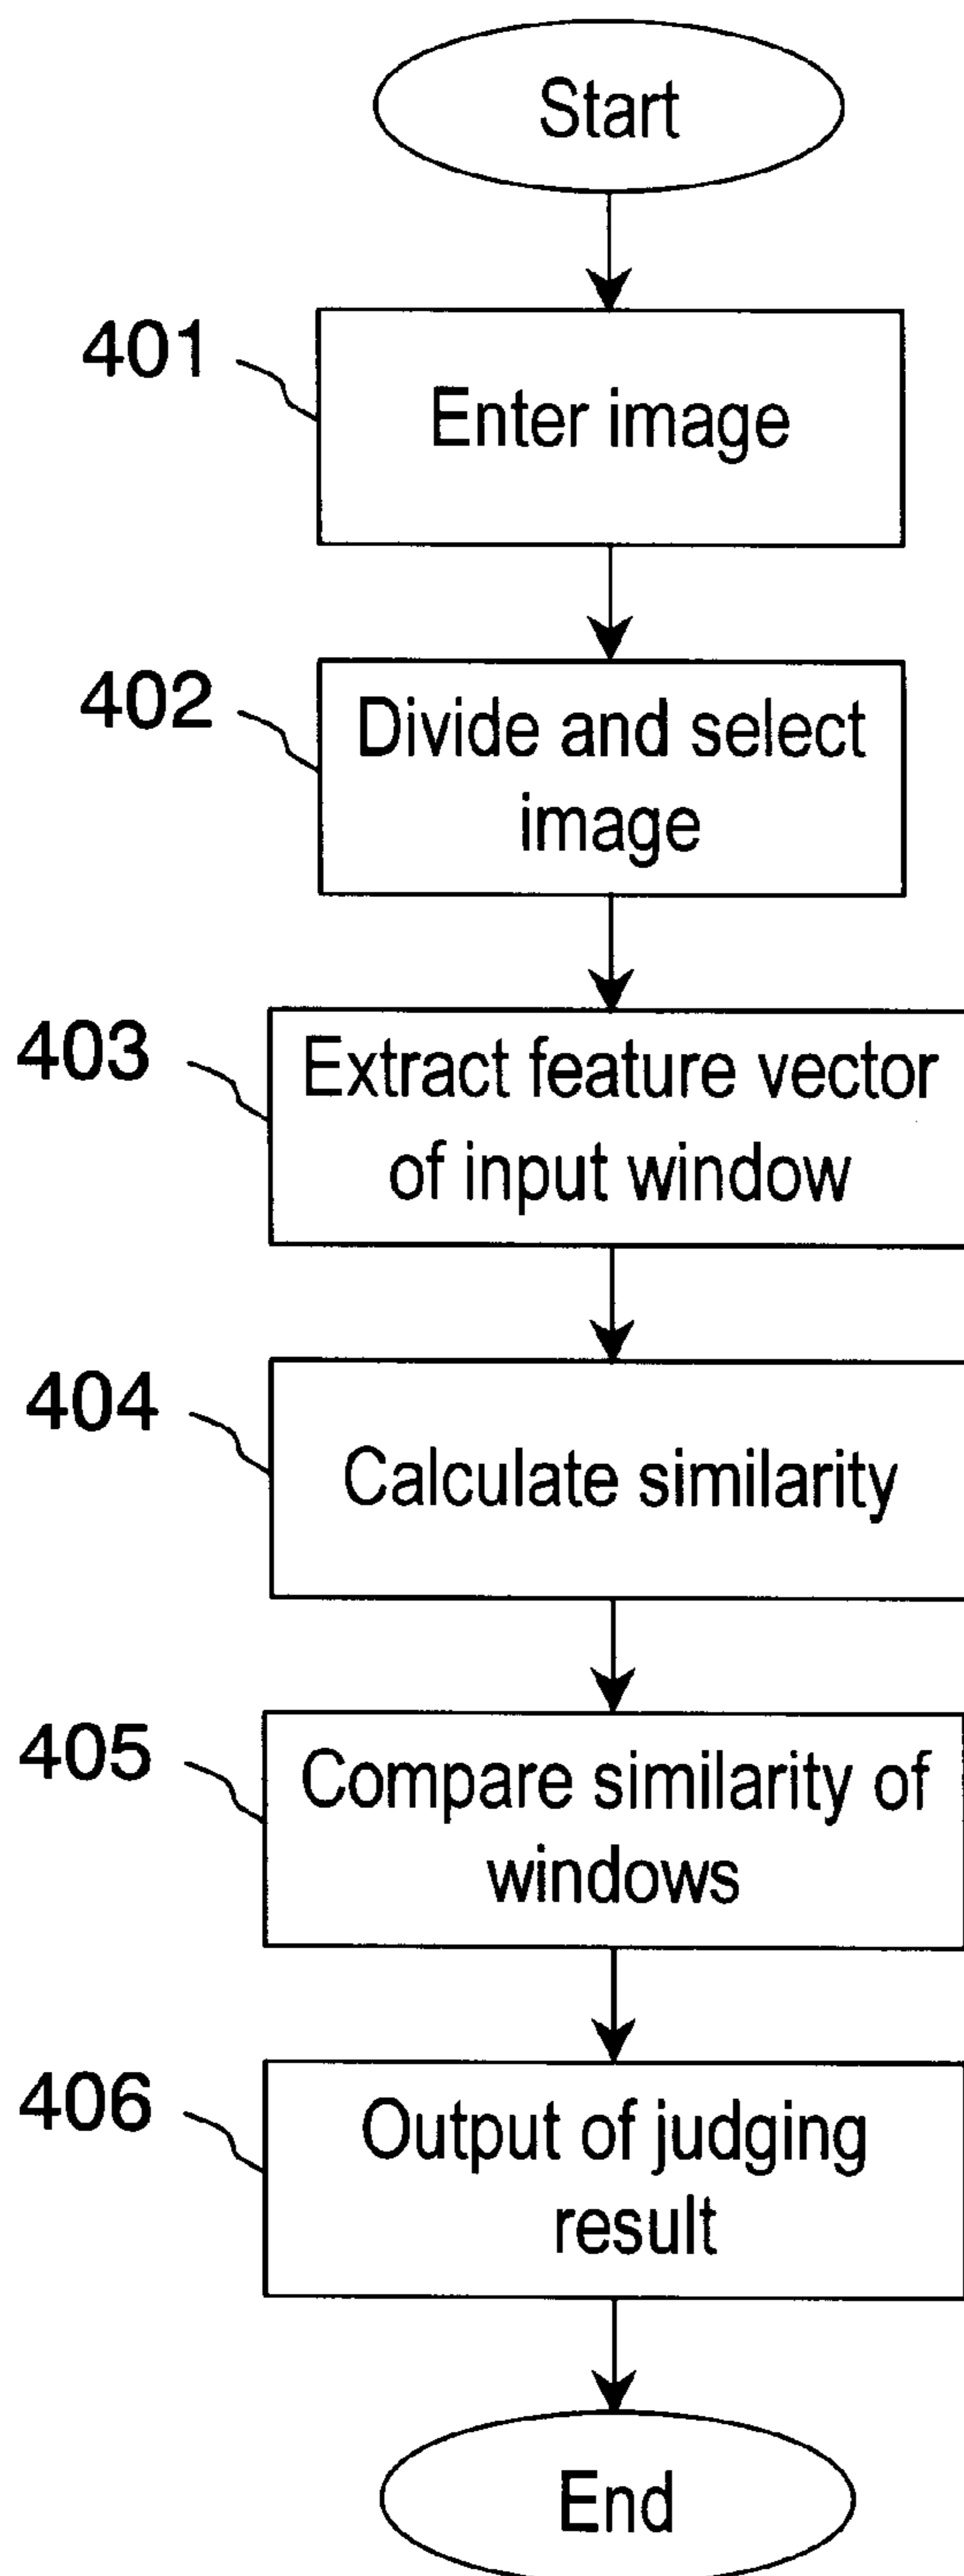 Start
401
Enter image
402
Divide and select
image
403
Extract feature vector
of input window
404
Calculate similarity
405
Compare similarity of
windows
406
Output of judging
result
End